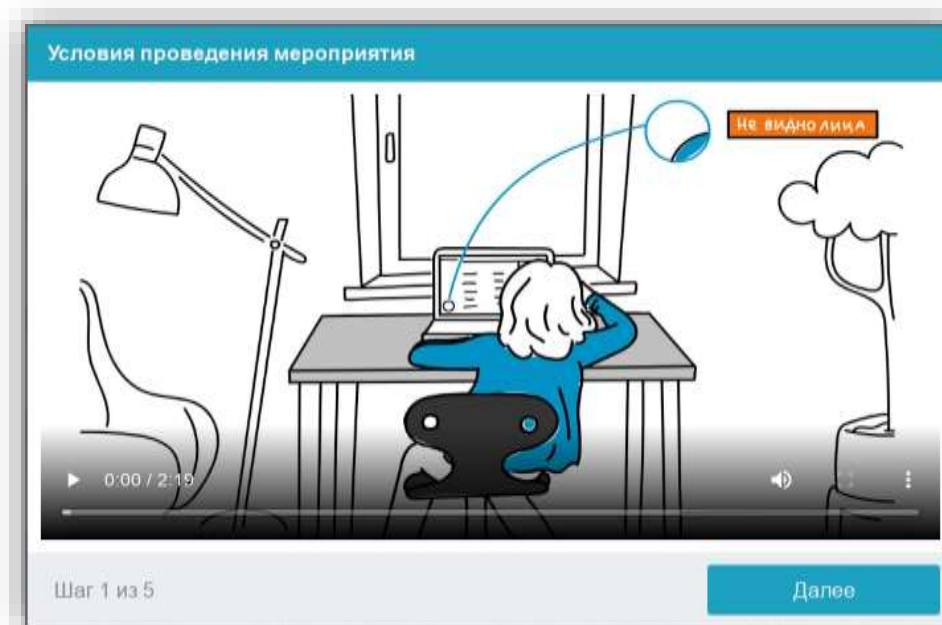 Условия проведения мероприятия
Не видно лица
0:00 / 2:19
Шаг 1 из 5
Далее